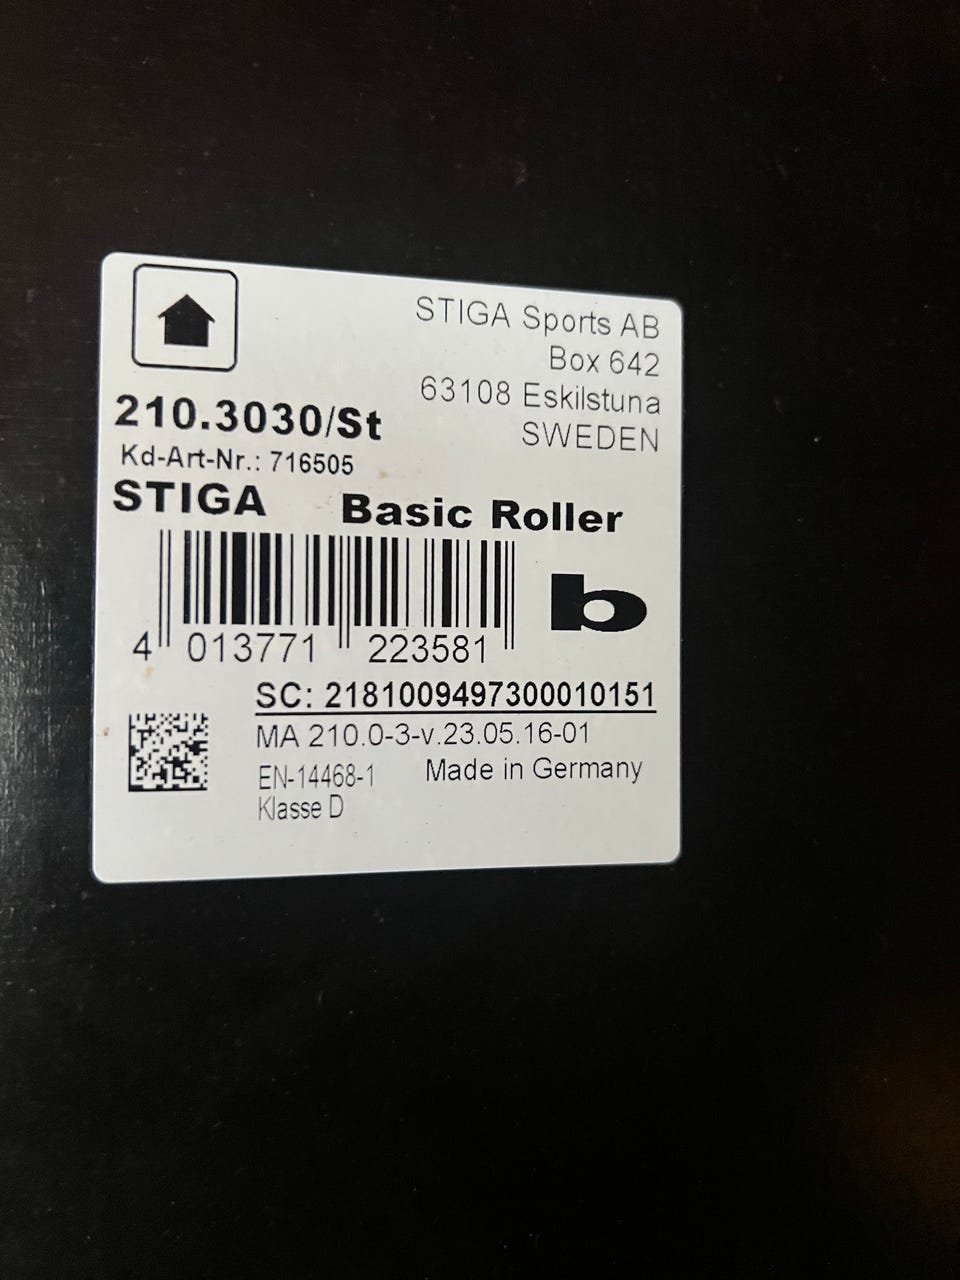 STIGA Sports AB
Box 642
63108 Eskilstuna
SWEDEN
210.3030/St
Kd-Art-Nr.: 716505
STIGA Basic Roller
b
4 013771 223581
SC: 2181009497300010151
MA 210.0-3-v.23.05.16-01
EN-14468-1 Made in Germany
Klasse D